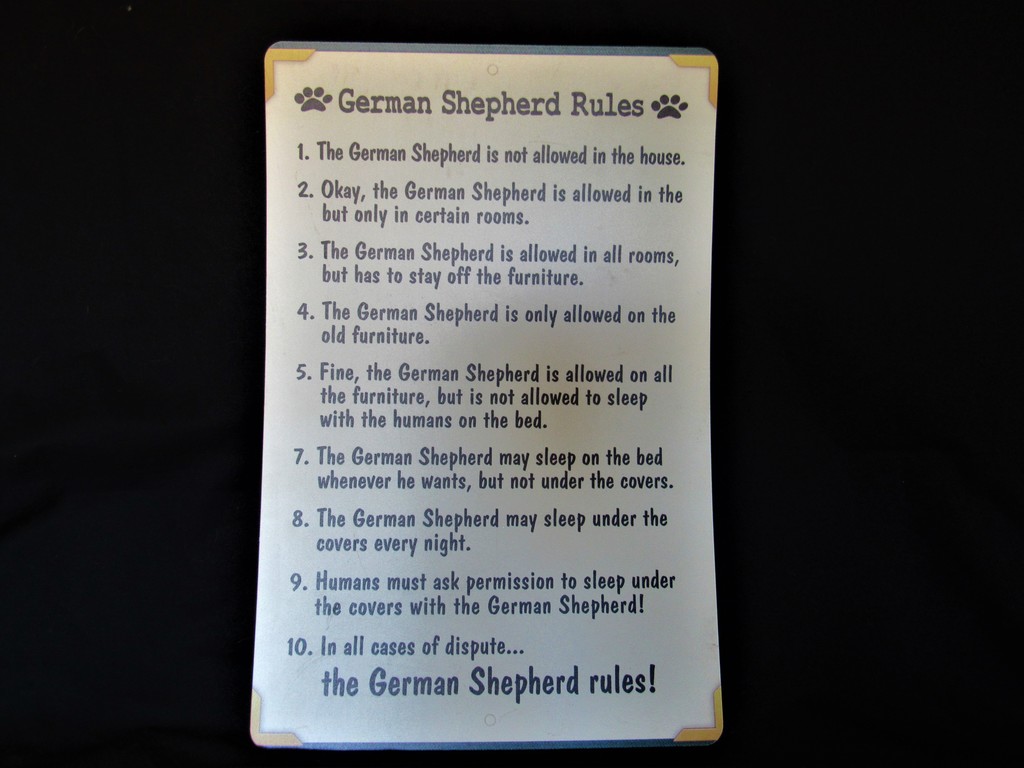 German Shepherd Rules
1. The German Shepherd is not allowed in the house.
2. Okay, the German Shepherd is allowed in the
but only in certain rooms.
3. The German Shepherd is allowed in all rooms,
but has to stay off the furniture.
4. The German Shepherd is only allowed on the
old furniture.
5. Fine, the German Shepherd is allowed on all
the furniture, but is not allowed to sleep
with the humans on the bed.
7. The German Shepherd may sleep on the bed
whenever he wants, but not under the covers.
8. The German Shepherd may sleep under the
covers every night.
9. Humans must ask permission to sleep under
the covers with the German Shepherd!
10. In all cases of dispute...
the German Shepherd rules!